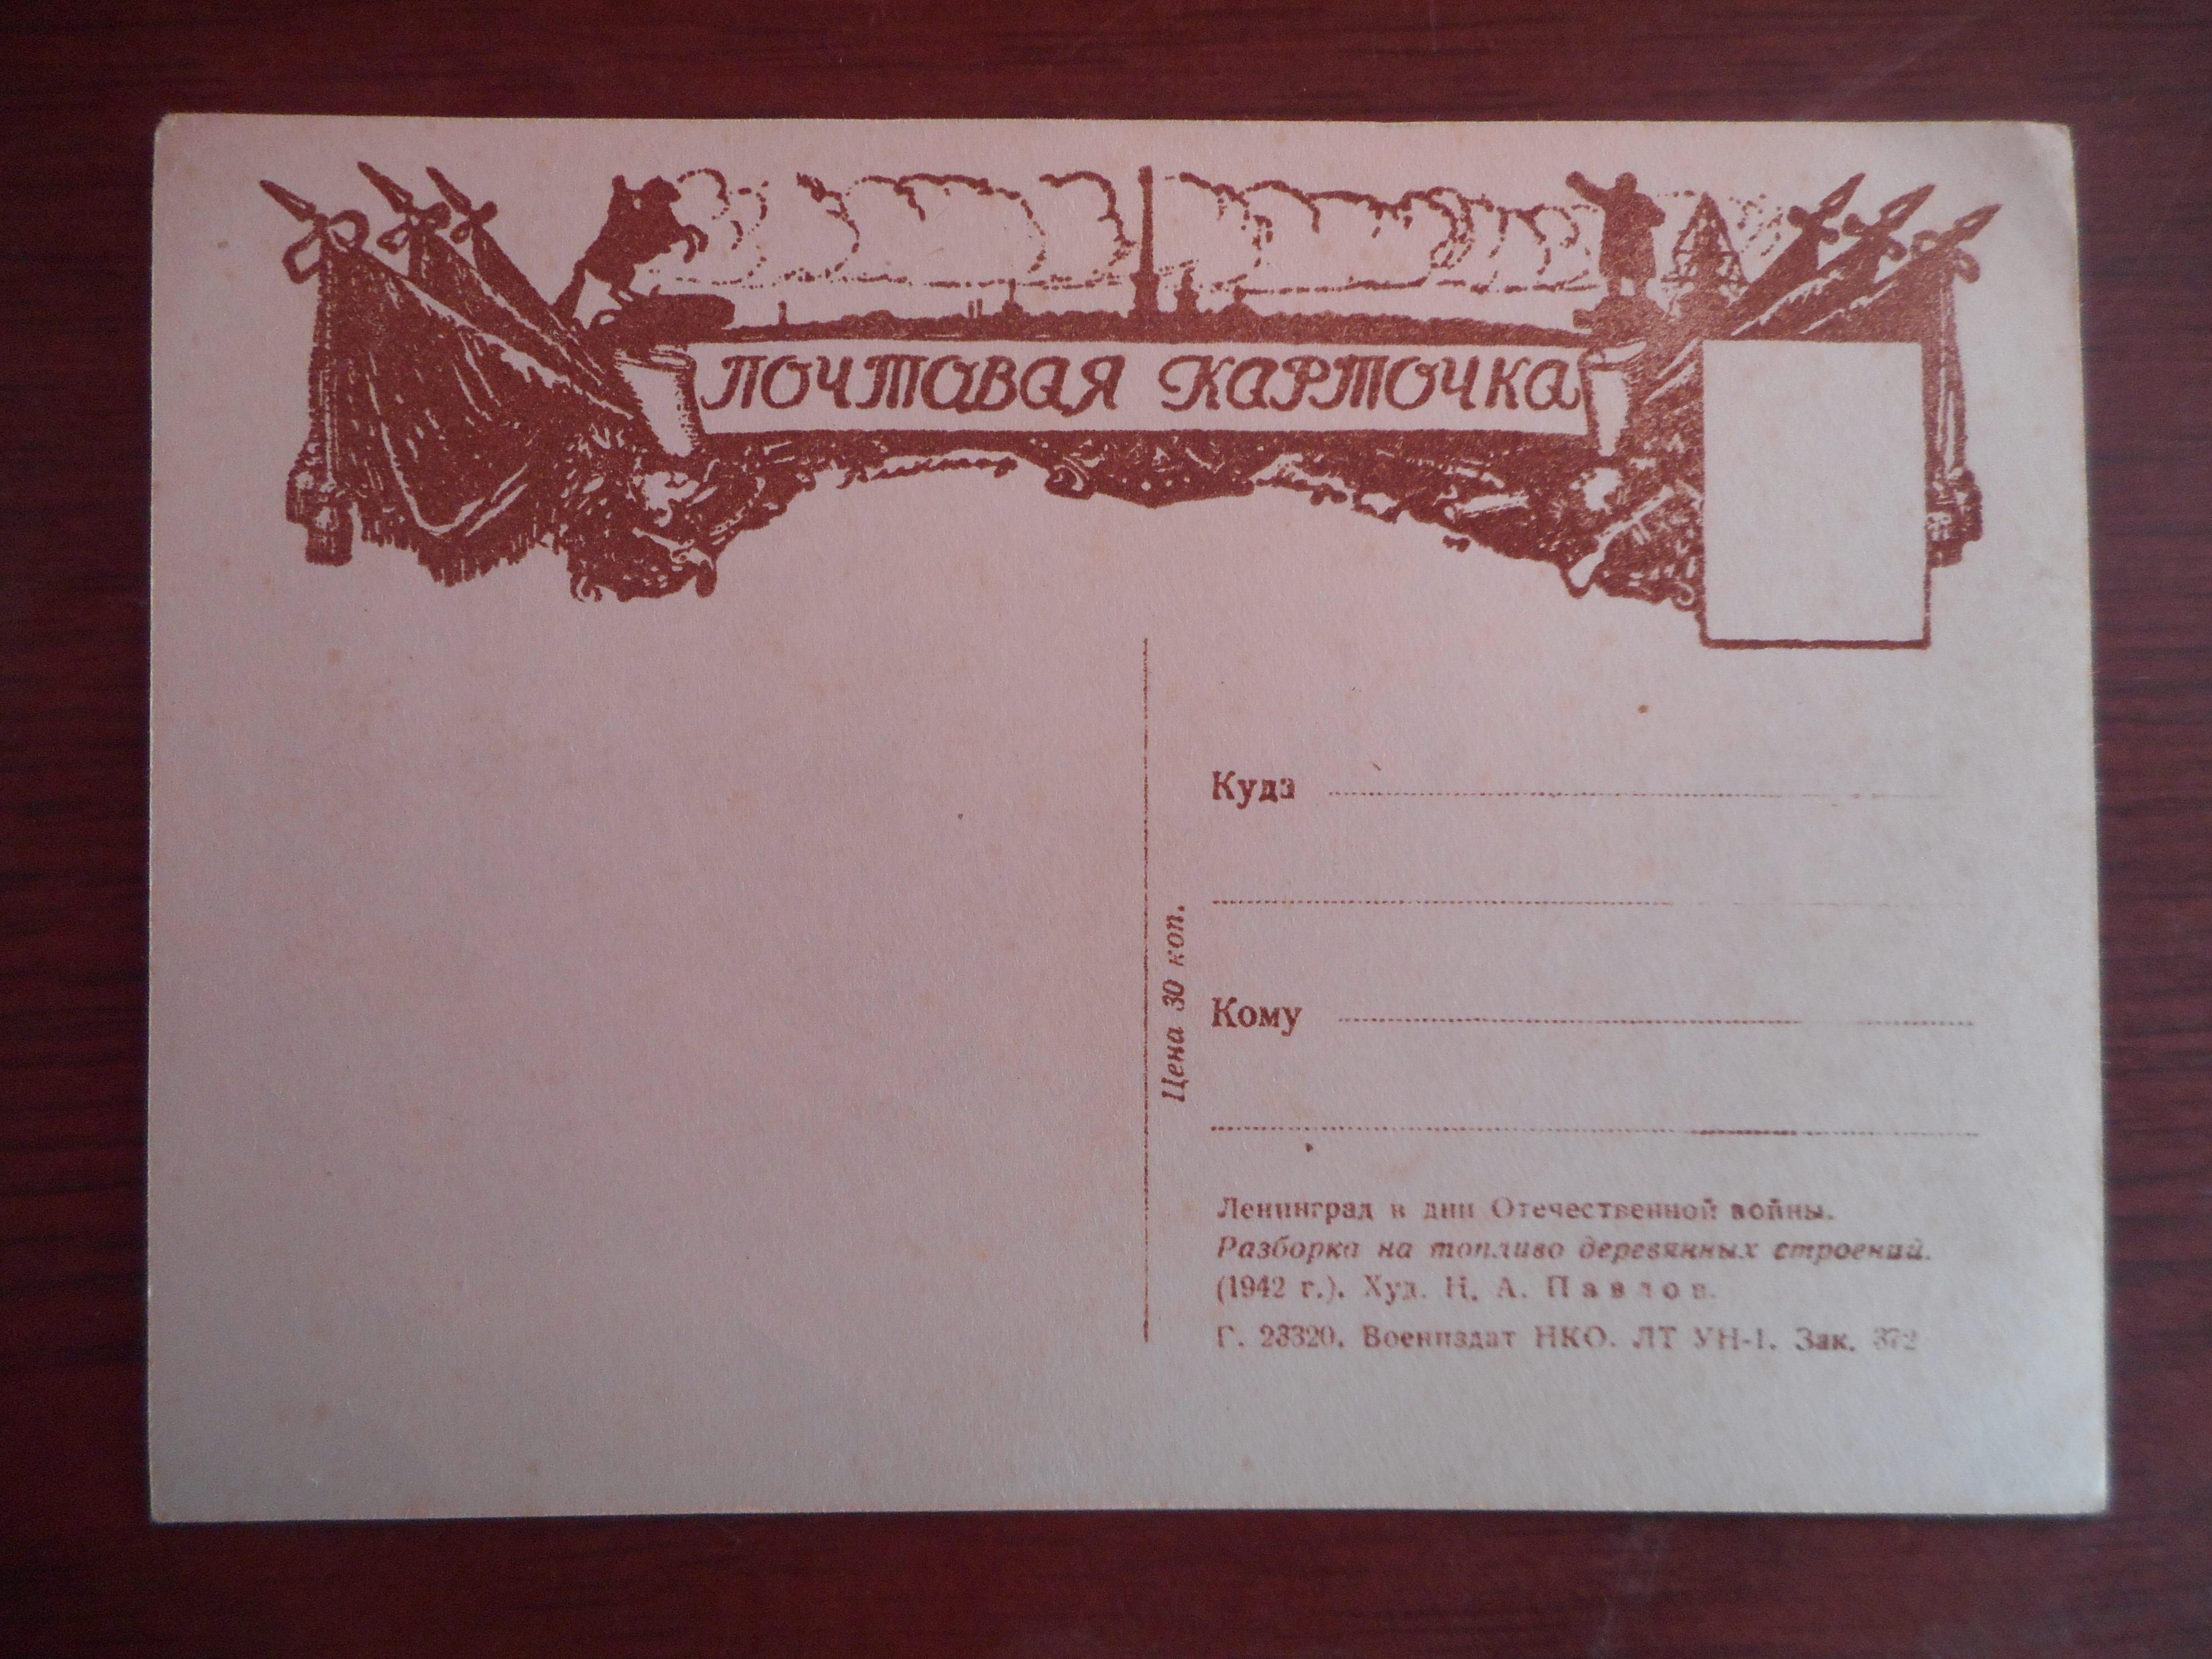 ПОЧТОВАЯ КАРТОЧКА
Куда
Цена 30 коп.
Кому
Ленинград в дни Отечественной войны.
Разборка на топливо деревянных строений.
(1942 г.). Худ. Н. А. Павлов.
Г. 23320. Воениздат НКО. ЛТ УН-1. Зак. 372